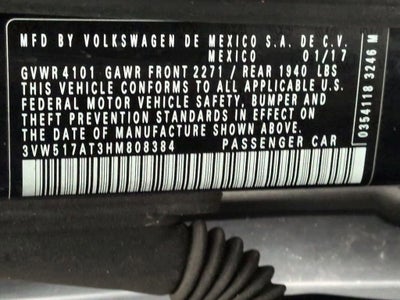 MFD BY VOLKSWAGEN DE MEXICO S.A. DE C.V.
MEXICO 01/17
GVWR 4101 GAWR FRONT 2271 / REAR 1940 LBS
THIS VEHICLE CONFORMS TO ALL APPLICABLE U.S.
FEDERAL MOTOR VEHICLE SAFETY, BUMPER AND
THEFT PREVENTION STANDARDS IN EFFECT ON
THE DATE OF MANUFACTURE SHOWN ABOVE.
3VW517AT3HM808384 PASSENGER CAR
0354118 3246 M